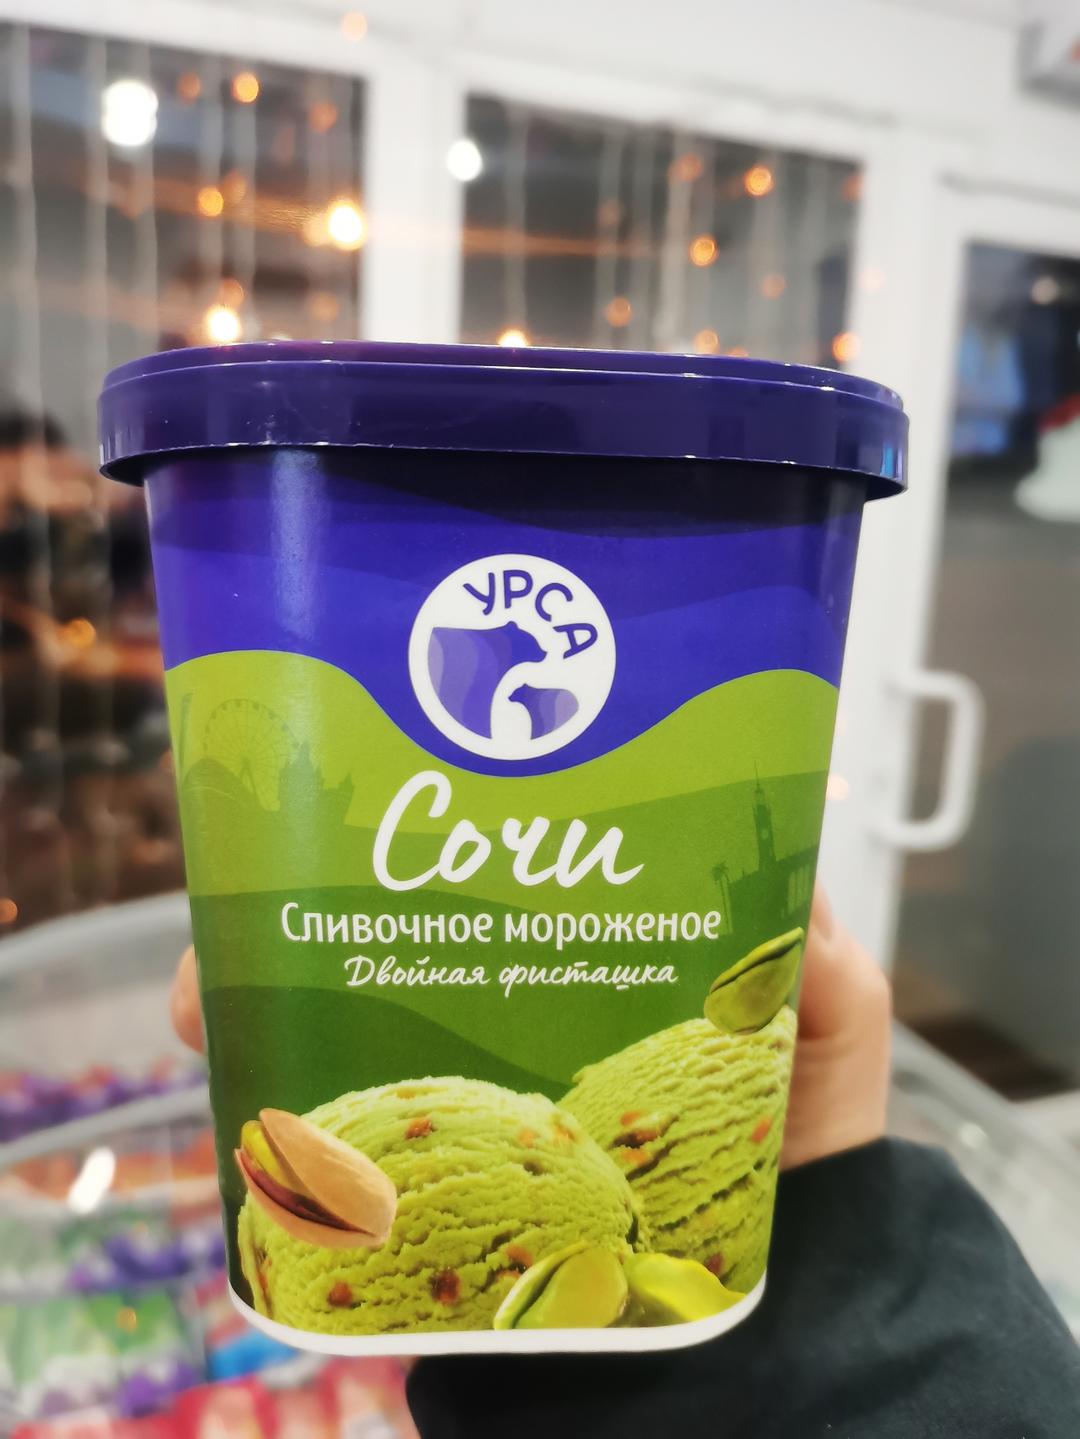 УРСА
Сочи
Сливочное мороженое
Двойная фисташка